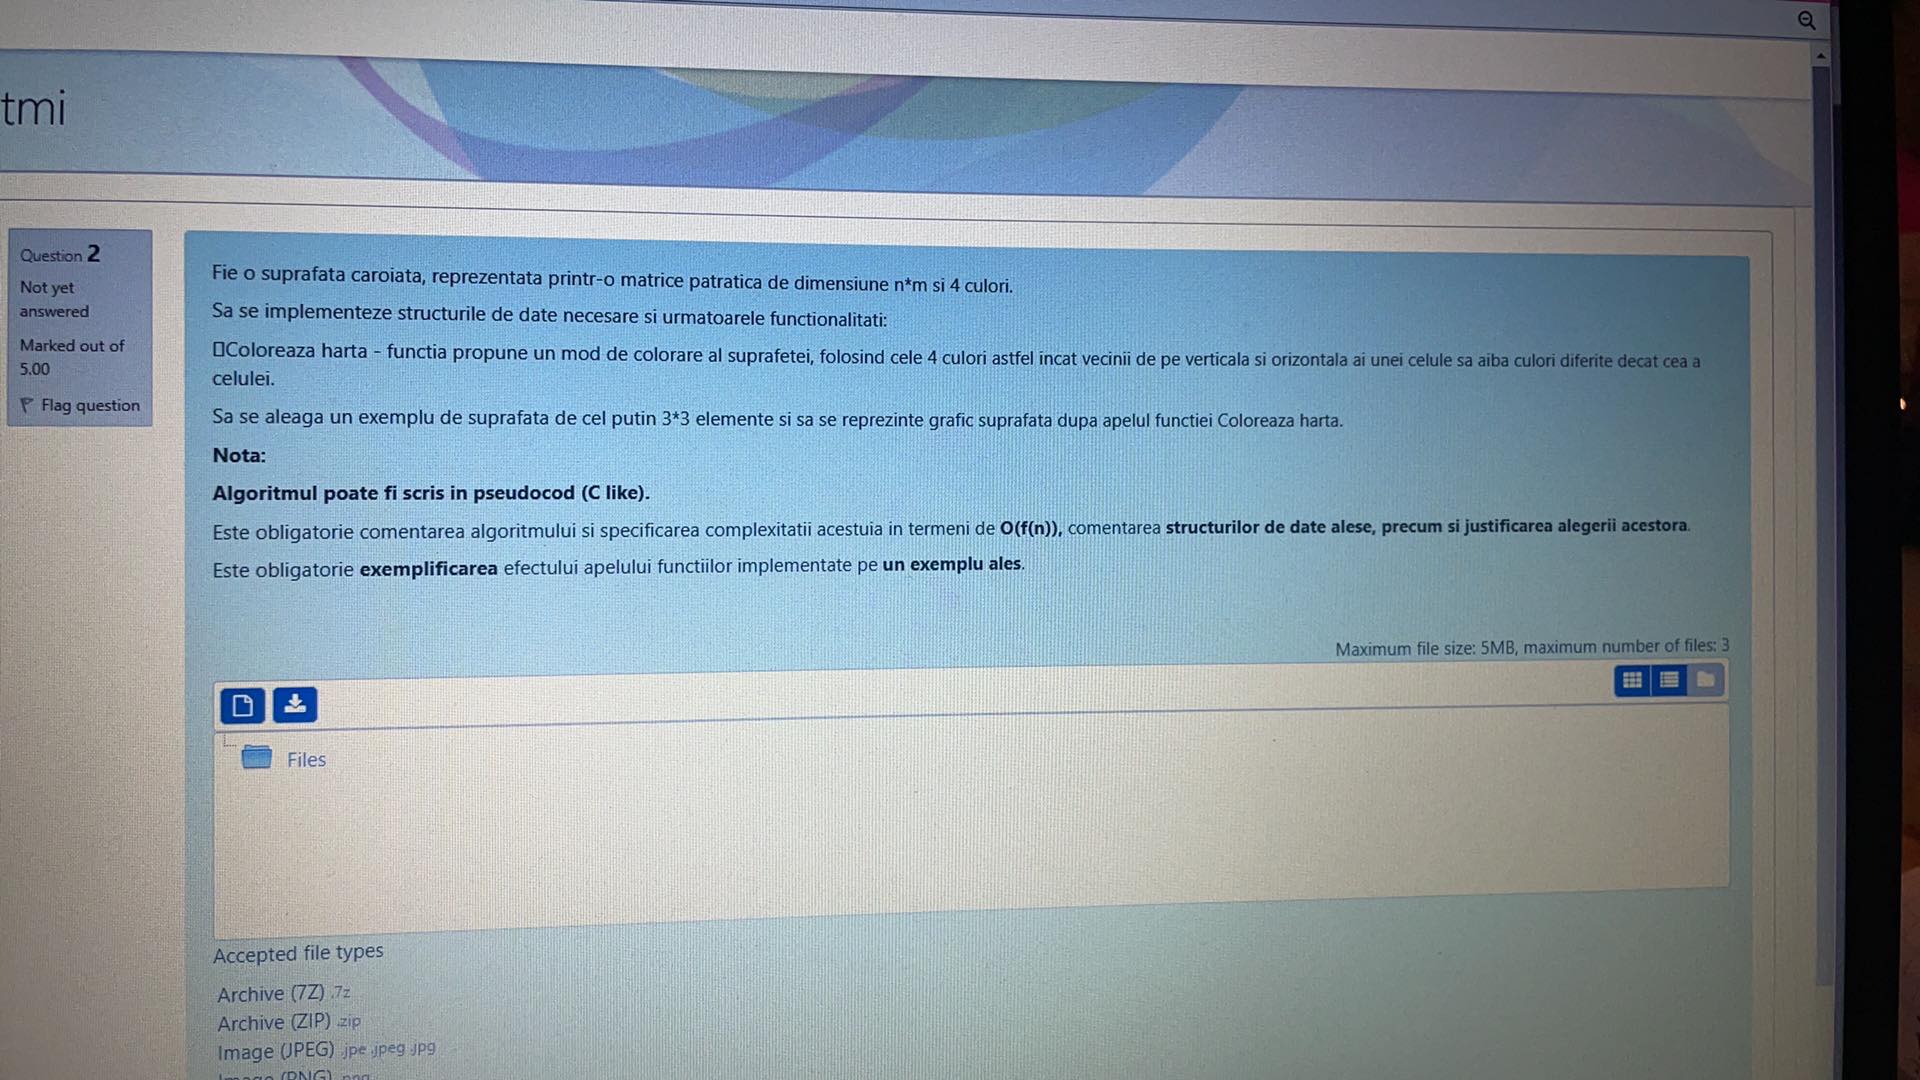 tmi
Question 2
Not yet
answered
Marked out of
5.00
Flag question
Fie o suprafata caroiata, reprezentata printr-o matrice patratica de dimensiune n*m si 4 culori.
Sa se implementeze structurile de date necesare si urmatoarele functionalitati:
Coloreaza harta - functia propune un mod de colorare al suprafetei, folosind cele 4 culori astfel incat vecinii de pe verticala si orizontala ai unei celule sa aiba culori diferite decat cea a
celulei.
Sa se aleaga un exemplu de suprafata de cel putin 3*3 elemente si sa se reprezinte grafic suprafata dupa apelul functiei Coloreaza harta.
Nota:
Algoritmul poate fi scris in pseudocod (C like).
Este obligatorie comentarea algoritmului si specificarea complexitatii acestuia in termeni de O(f(n)), comentarea structurilor de date alese, precum si justificarea alegerii acestora.
Este obligatorie exemplificarea efectului apelului functiilor implementate pe un exemplu ales.
Maximum file size: 5MB, maximum number of files: 3
Files
Accepted file types
Archive (7Z) .7z
Archive (ZIP) .zip
Image (JPEG) .jpe .jpeg .jpg
Image (PNG) .png